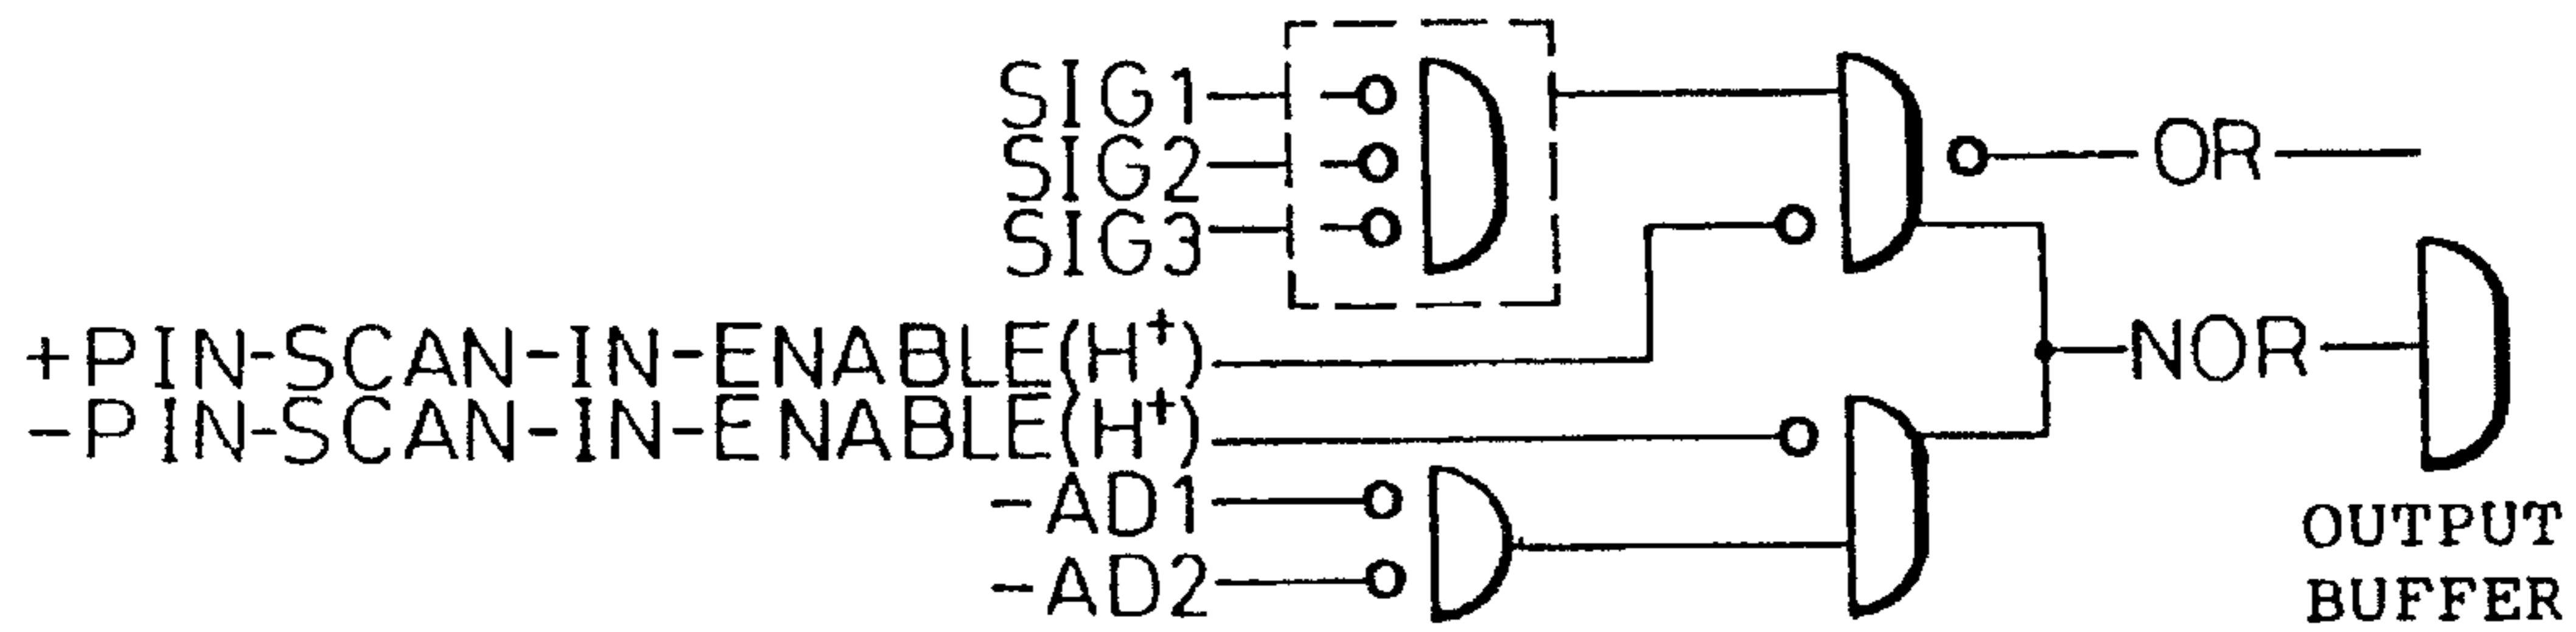 SIG1
SIG2
SIG3
OR
+PIN-SCAN-IN-ENABLE(H⁺)
-PIN-SCAN-IN-ENABLE(H⁺)
NOR
-AD1
-AD2
OUTPUT
BUFFER